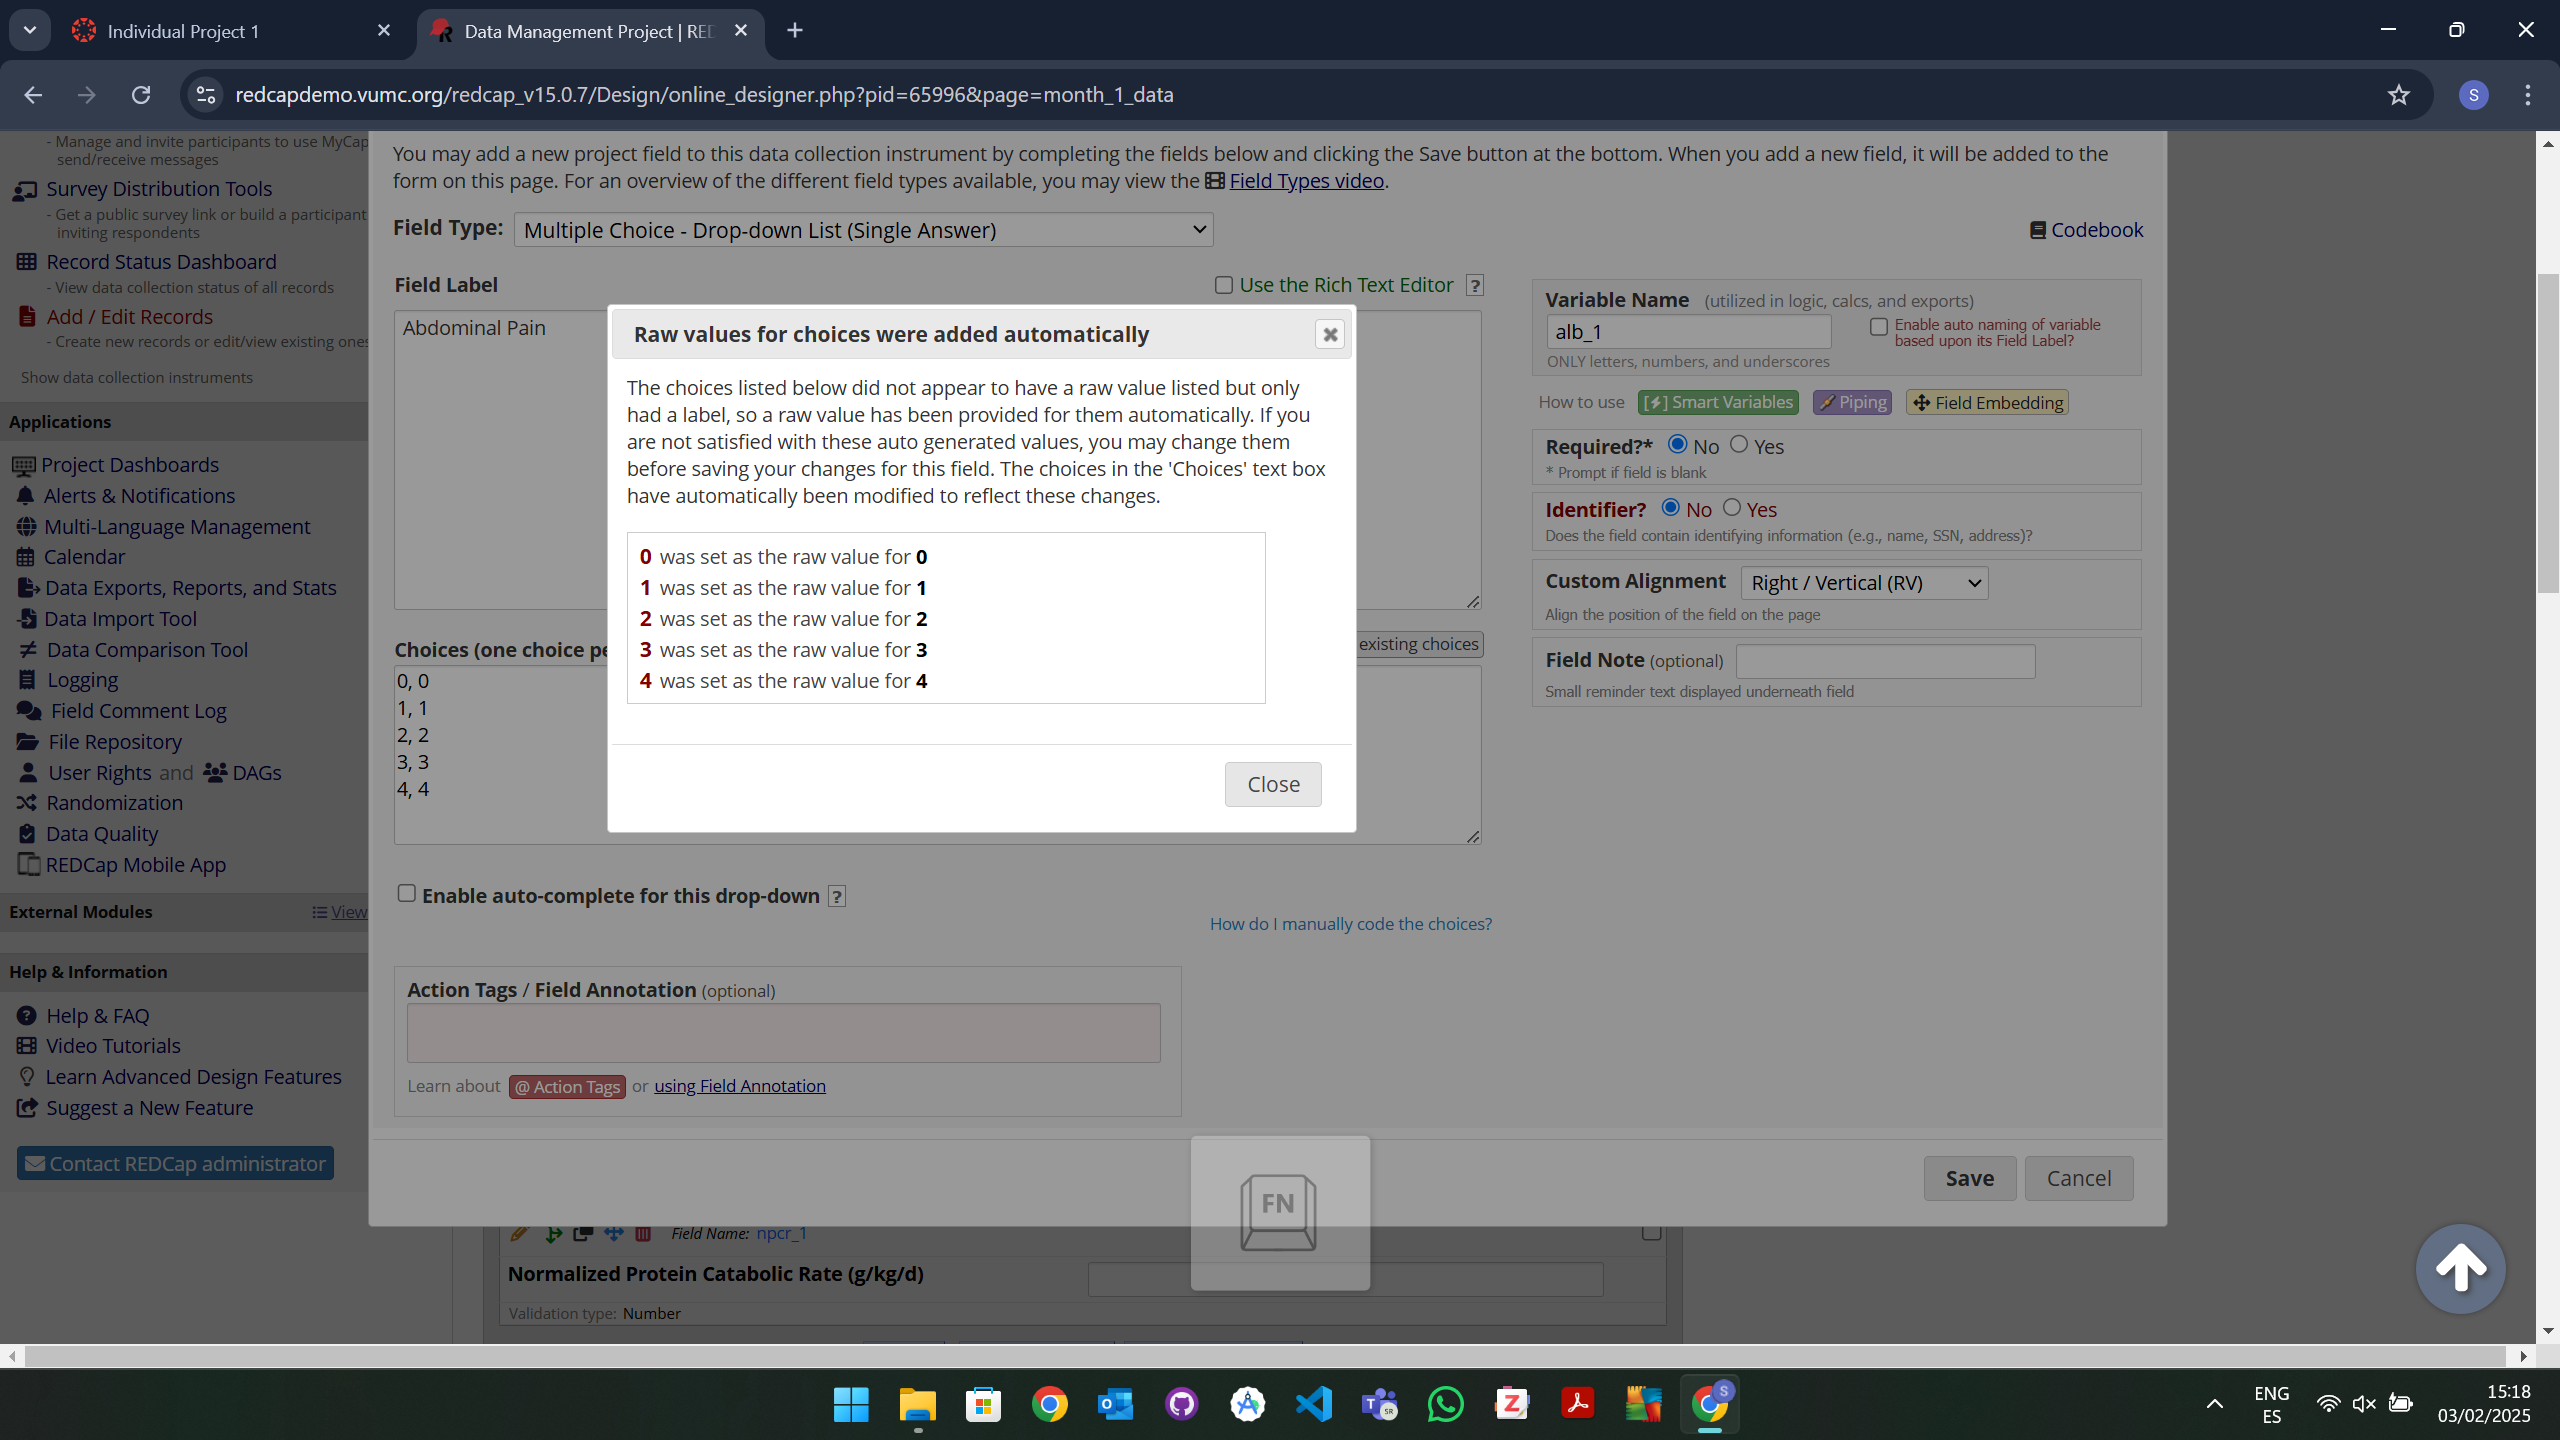 Individual Project 1
Data Management Project | RED
redcapdemo.vumc.org/redcap_v15.0.7/Design/online_designer.php?pid=65996&page=month_1_data
S
- Manage and invite participants to use MyCap
send/receive messages
Survey Distribution Tools
- Get a public survey link or build a participant
inviting respondents
Record Status Dashboard
- View data collection status of all records
Add / Edit Records
- Create new records or edit/view existing ones
Show data collection instruments
Applications
Project Dashboards
Alerts & Notifications
Multi-Language Management
Calendar
Data Exports, Reports, and Stats
Data Import Tool
Data Comparison Tool
Logging
Field Comment Log
File Repository
User Rights and DAGs
Randomization
Data Quality
REDCap Mobile App
External Modules
View
Help & Information
Help & FAQ
Video Tutorials
Learn Advanced Design Features
Suggest a New Feature
Contact REDCap administrator
You may add a new project field to this data collection instrument by completing the fields below and clicking the Save button at the bottom. When you add a new field, it will be added to the
form on this page. For an overview of the different field types available, you may view the Field Types video.
Field Type: Multiple Choice - Drop-down List (Single Answer)
Codebook
Field Label
Use the Rich Text Editor ?
Abdominal Pain
Raw values for choices were added automatically
The choices listed below did not appear to have a raw value listed but only
had a label, so a raw value has been provided for them automatically. If you
are not satisfied with these auto generated values, you may change them
before saving your changes for this field. The choices in the 'Choices' text box
have automatically been modified to reflect these changes.
0 was set as the raw value for 0
1 was set as the raw value for 1
2 was set as the raw value for 2
3 was set as the raw value for 3
4 was set as the raw value for 4
Close
Choices (one choice pe
existing choices
0, 0
1, 1
2, 2
3, 3
4, 4
Enable auto-complete for this drop-down ?
How do I manually code the choices?
Action Tags / Field Annotation (optional)
Learn about @ Action Tags or using Field Annotation
Variable Name (utilized in logic, calcs, and exports)
alb_1
Enable auto naming of variable
based upon its Field Label?
ONLY letters, numbers, and underscores
How to use [⚡] Smart Variables Piping Field Embedding
Required?* No Yes
* Prompt if field is blank
Identifier? No Yes
Does the field contain identifying information (e.g., name, SSN, address)?
Custom Alignment Right / Vertical (RV)
Align the position of the field on the page
Field Note (optional)
Small reminder text displayed underneath field
Save
Cancel
FN
Field Name: npcr_1
Normalized Protein Catabolic Rate (g/kg/d)
Validation type: Number
ENG
ES
15:18
03/02/2025